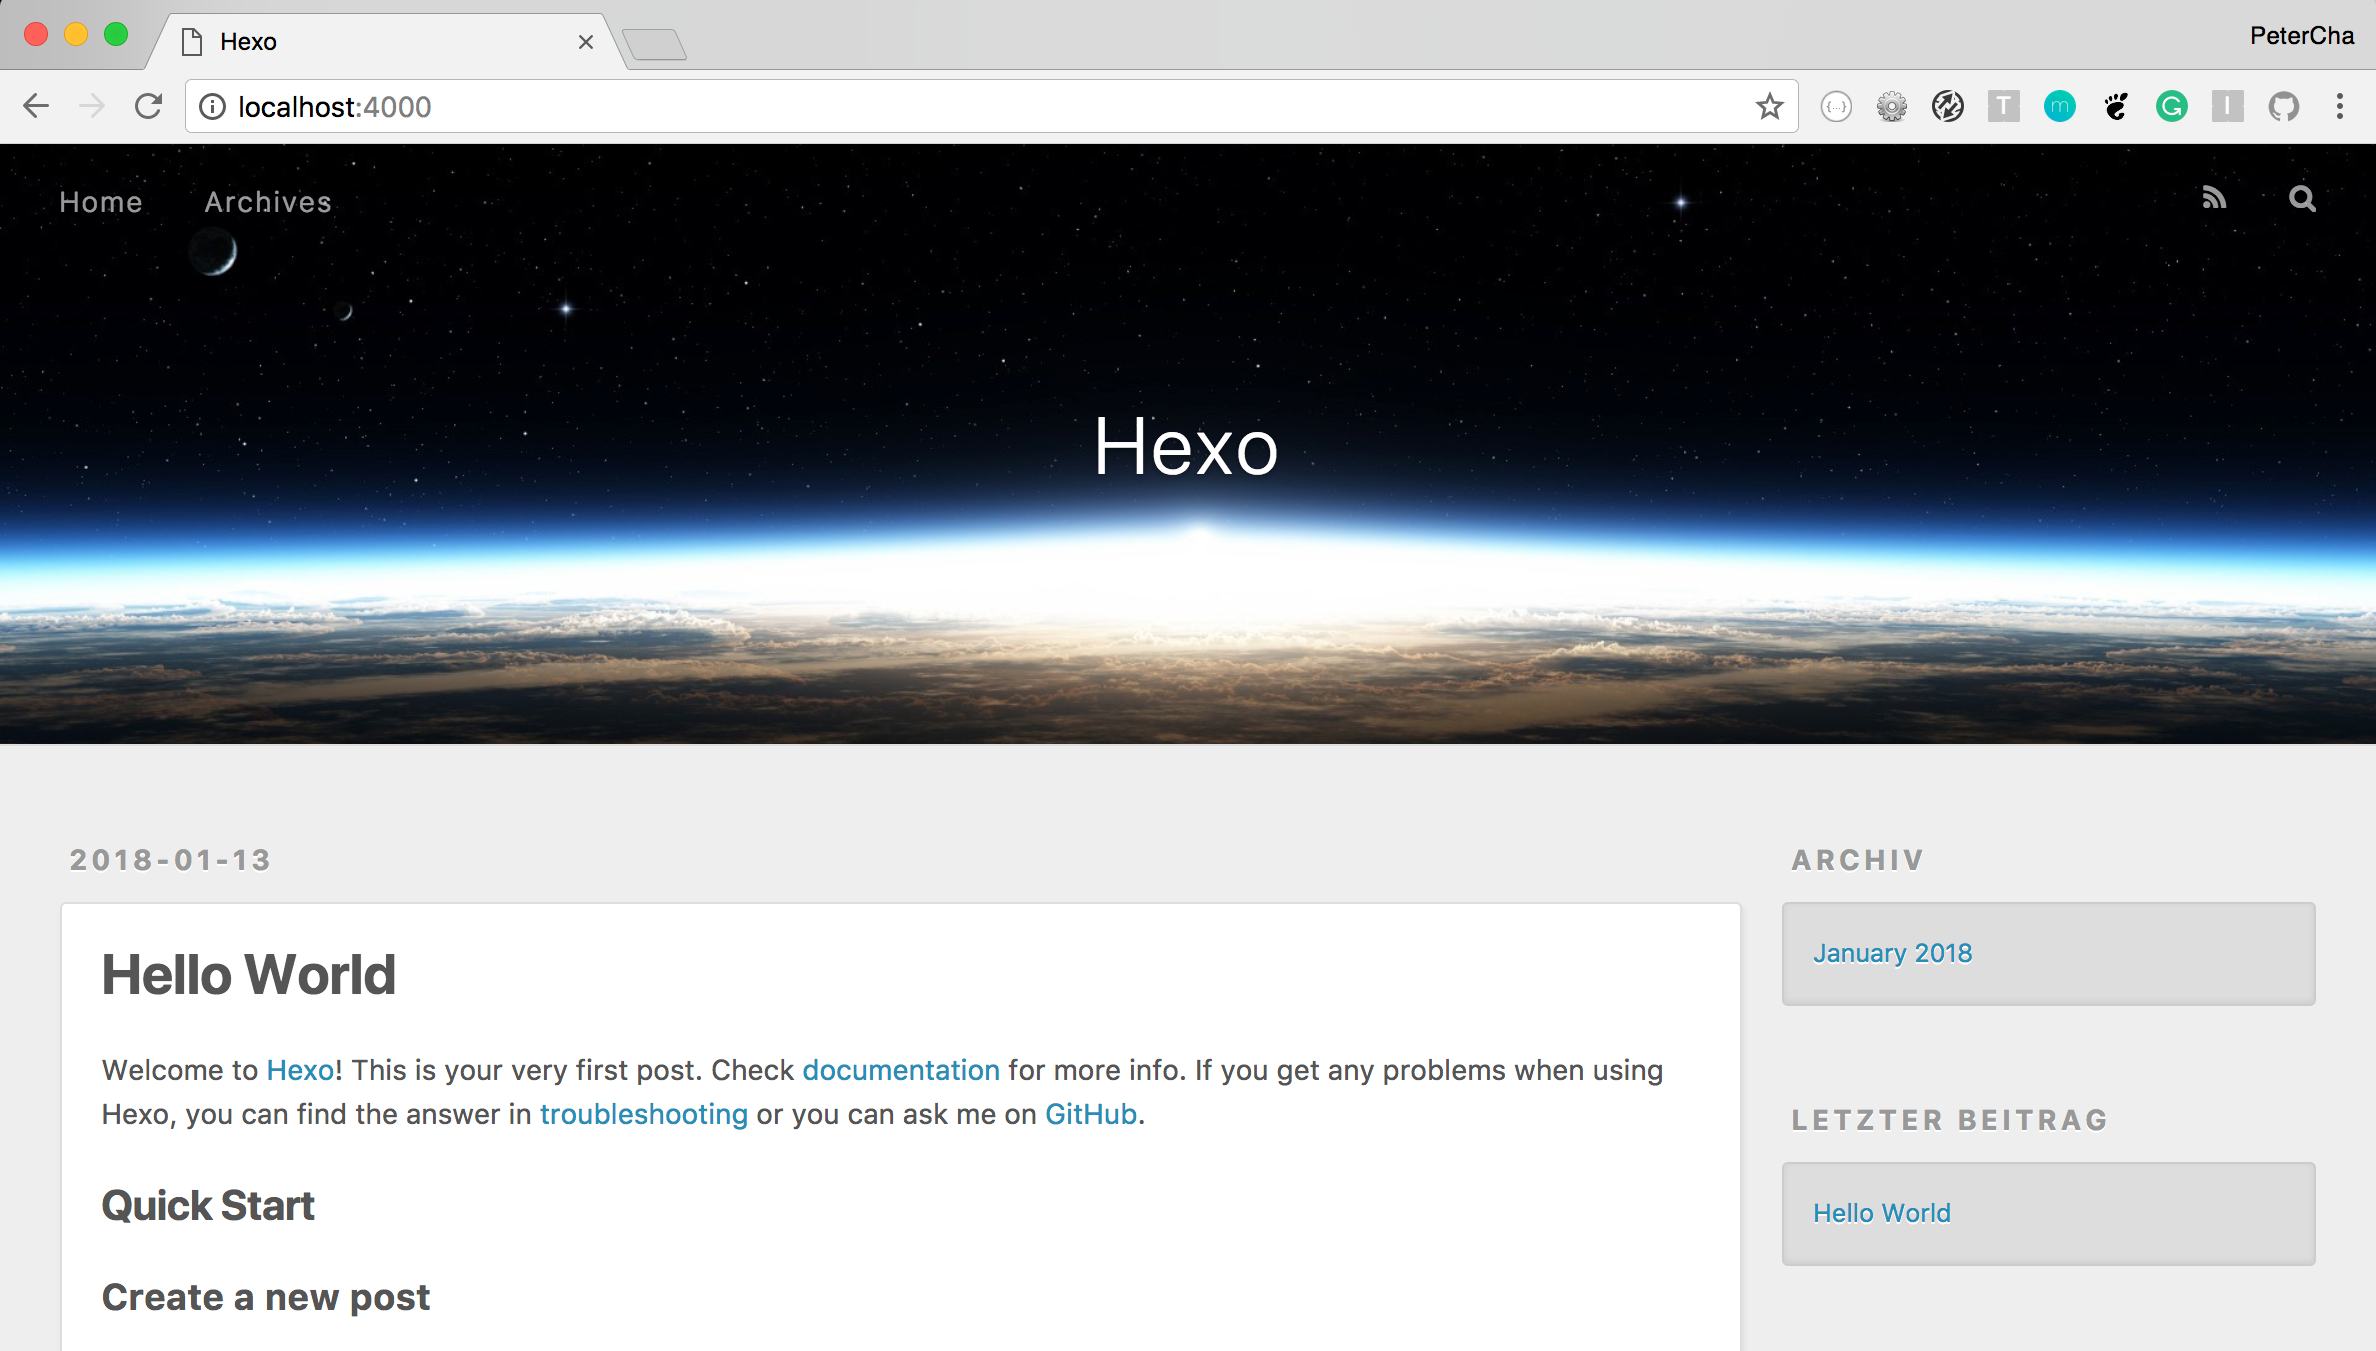 Hexo
PeterCha
localhost:4000
Home
Archives
Hexo
2018-01-13
Hello World
Welcome to Hexo! This is your very first post. Check documentation for more info. If you get any problems when using
Hexo, you can find the answer in troubleshooting or you can ask me on GitHub.
Quick Start
Create a new post
ARCHIV
January 2018
LETZTER BEITRAG
Hello World